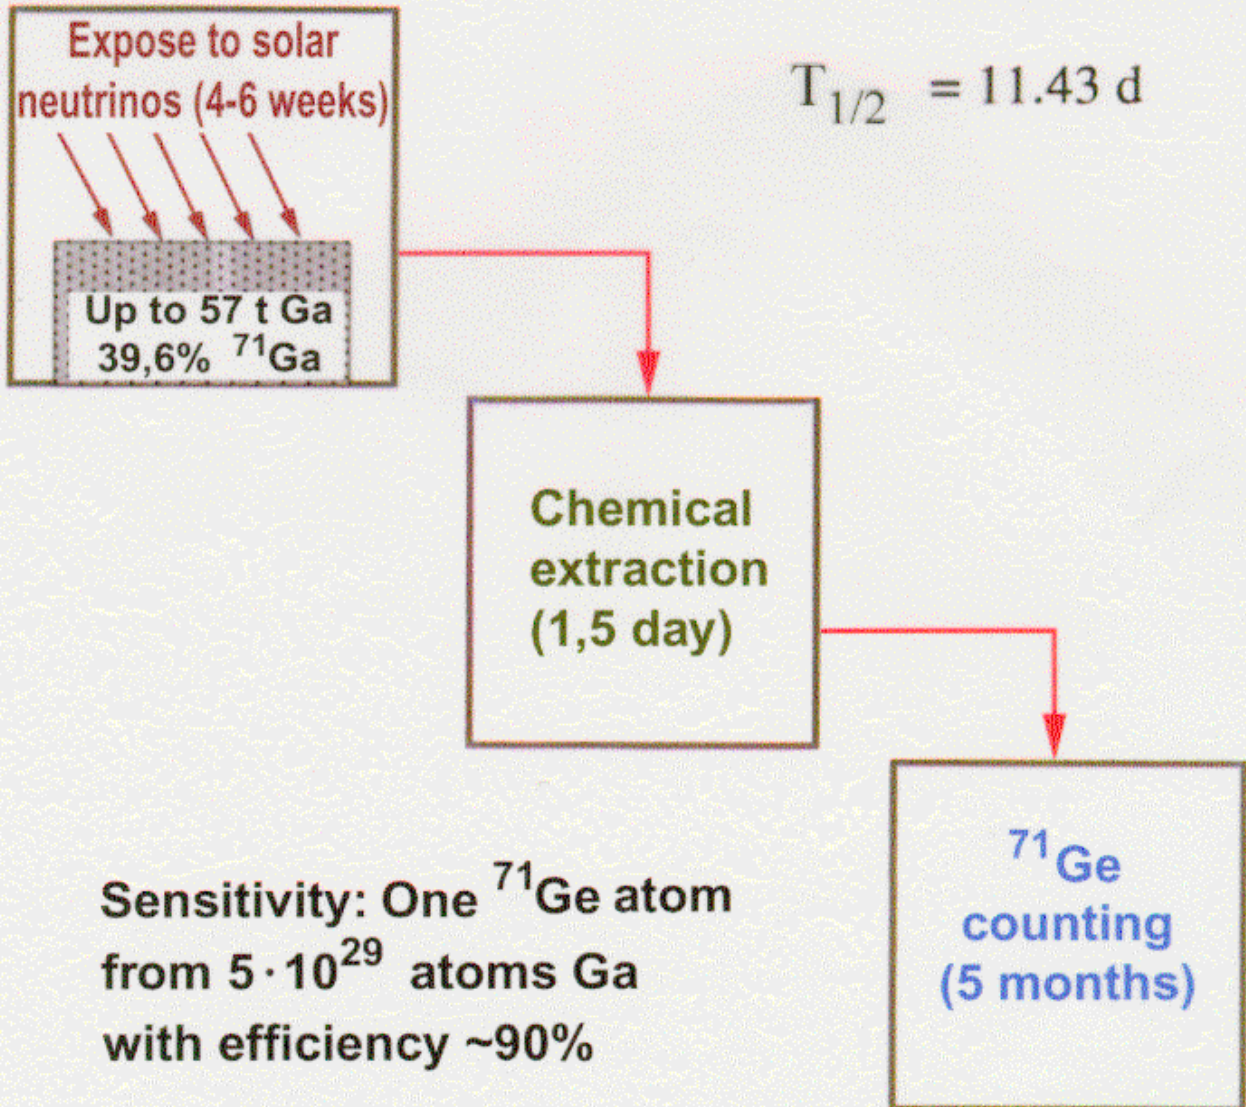 Expose to solar
neutrinos (4-6 weeks)
T1/2 = 11.43 d
Up to 57 t Ga
39,6% 71Ga
Chemical
extraction
(1,5 day)
71Ge
counting
(5 months)
Sensitivity: One 71Ge atom
from 5·10^29 atoms Ga
with efficiency ~90%